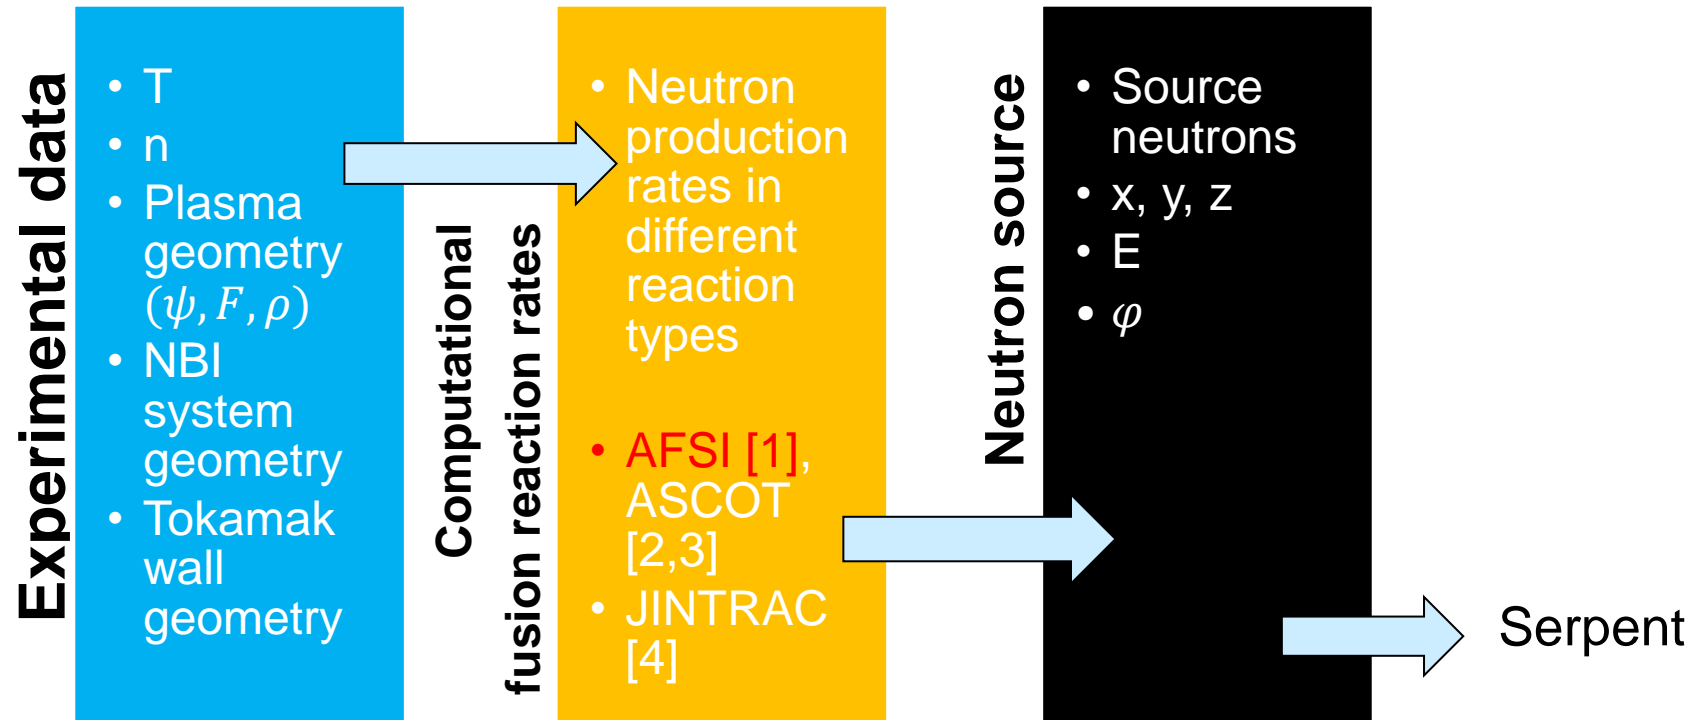 Experimental data
• T
• n
• Plasma
geometry
(𝜓, 𝐹, 𝜌)
• NBI
system
geometry
• Tokamak
wall
geometry
Computational
fusion reaction rates
• Neutron
production
rates in
different
reaction
types
• AFSI [1],
ASCOT
[2,3]
• JINTRAC
[4]
Neutron source
• Source
neutrons
• x, y, z
• E
• 𝜑
Serpent